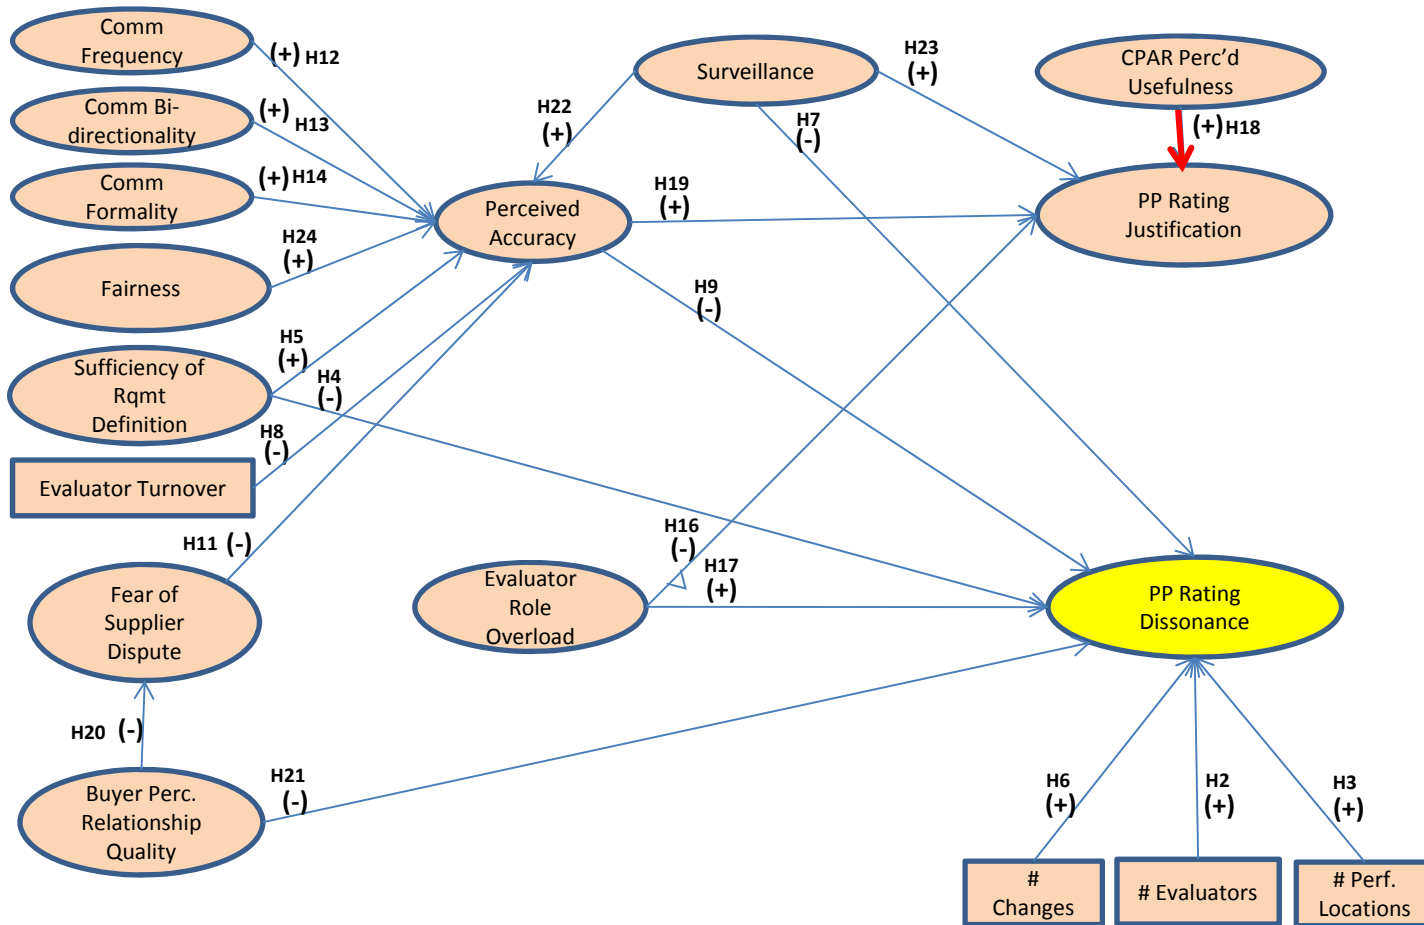 Comm
Frequency
(+) H12
Comm Bi-
directionality
(+)
H13
Comm
Formality
(+) H14
Fairness
H24
(+)
Sufficiency of
Rqmt
Definition
H5
(+)
H4
(-)
Evaluator Turnover
H8
(-)
H11 (-)
Fear of
Supplier
Dispute
H20 (-)
Buyer Perc.
Relationship
Quality
H21
(-)
Surveillance
H22
(+)
H7
(-)
H23
(+)
CPAR Perc’d
Usefulness
(+) H18
Perceived
Accuracy
H19
(+)
PP Rating
Justification
H9
(-)
H16
(-)
H17
(+)
Evaluator
Role
Overload
PP Rating
Dissonance
H6
(+)
H2
(+)
H3
(+)
#
Changes
# Evaluators
# Perf.
Locations